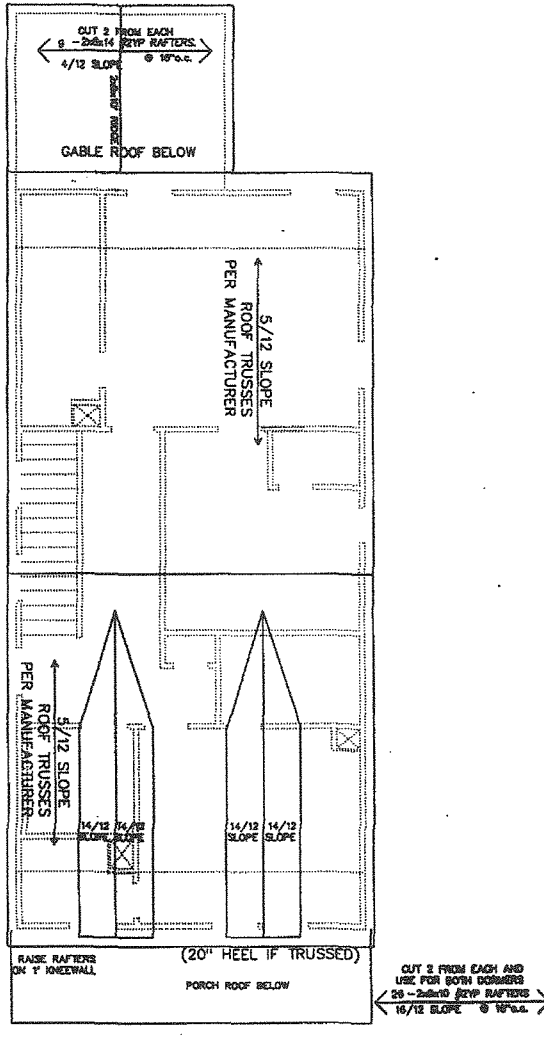 CUT 2 FROM EACH
9 - 2x8x14 #2YP RAFTERS
4/12 SLOPE @ 16"o.c.
2x8x10' RIDGE
GABLE ROOF BELOW
5/12 SLOPE
ROOF TRUSSES
PER MANUFACTURER
5/12 SLOPE
ROOF TRUSSES
PER MANUFACTURER
14/12 SLOPE
14/12 SLOPE
14/12 SLOPE
14/12 SLOPE
RAISE RAFTERS
ON 1' KNEEWALL
(20" HEEL IF TRUSSED)
PORCH ROOF BELOW
CUT 2 FROM EACH AND
USE FOR BOTH DORMERS
26 - 2x8x10 #2YP RAFTERS
SLOPE @ 16"o.c.